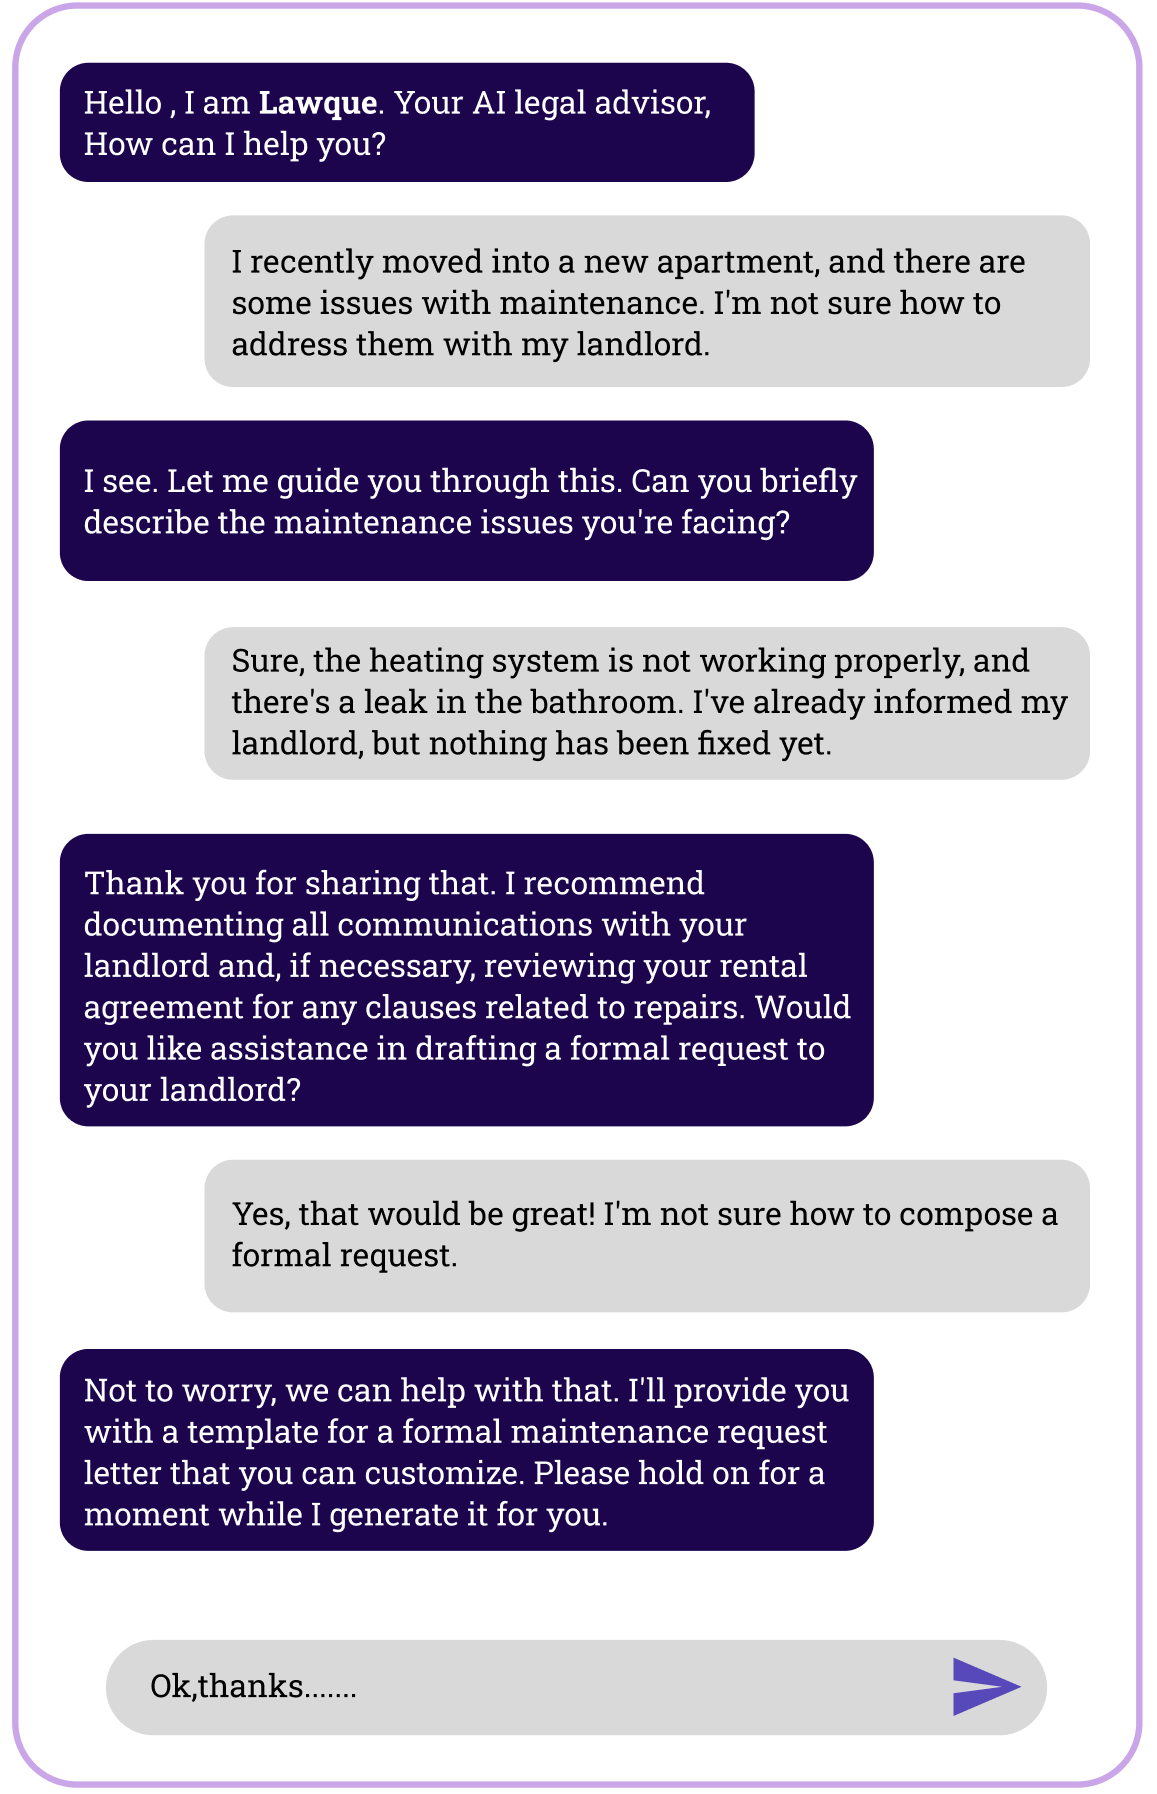 Hello , I am Lawque. Your AI legal advisor,
How can I help you?
I recently moved into a new apartment, and there are
some issues with maintenance. I'm not sure how to
address them with my landlord.
I see. Let me guide you through this. Can you briefly
describe the maintenance issues you're facing?
Sure, the heating system is not working properly, and
there's a leak in the bathroom. I've already informed my
landlord, but nothing has been fixed yet.
Thank you for sharing that. I recommend
documenting all communications with your
landlord and, if necessary, reviewing your rental
agreement for any clauses related to repairs. Would
you like assistance in drafting a formal request to
your landlord?
Yes, that would be great! I'm not sure how to compose a
formal request.
Not to worry, we can help with that. I'll provide you
with a template for a formal maintenance request
letter that you can customize. Please hold on for a
moment while I generate it for you.
Ok,thanks.......